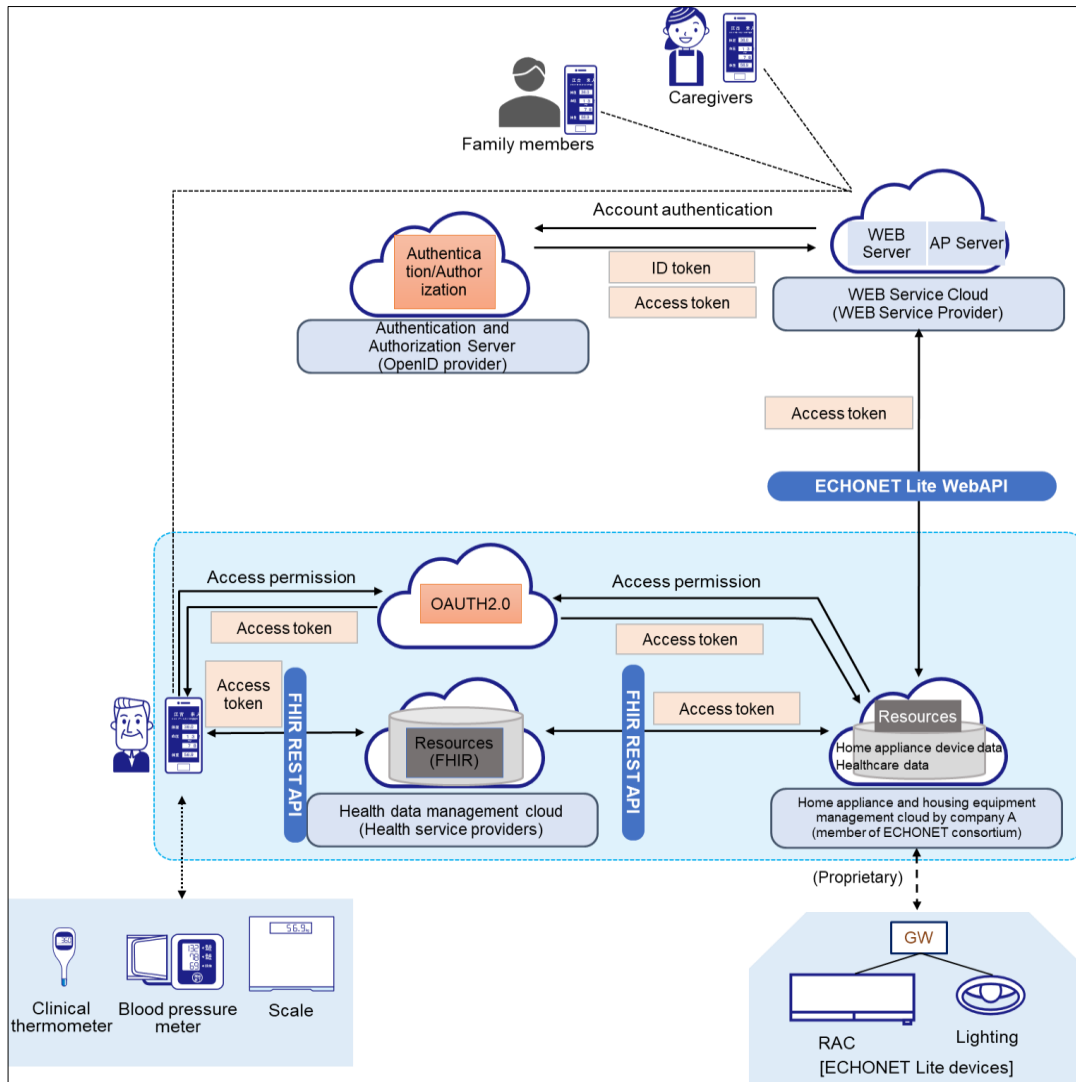 Caregivers
Family members
Account authentication
WEB
Server
AP Server
Authentica
tion/Author
ization
ID token
Access token
WEB Service Cloud
(WEB Service Provider)
Authentication and
Authorization Server
(OpenID provider)
Access token
ECHONET Lite WebAPI
Access permission
Access permission
OAUTH2.0
Access token
Access token
Access
token
FHIR REST API
FHIR REST API
Access token
Resources
(FHIR)
Resources
Home appliance device data
Healthcare data
Health data management cloud
(Health service providers)
Home appliance and housing equipment
management cloud by company A
(member of ECHONET consortium)
(Proprietary)
56.9
GW
Clinical
thermometer
Blood pressure
meter
Scale
RAC
Lighting
[ECHONET Lite devices]